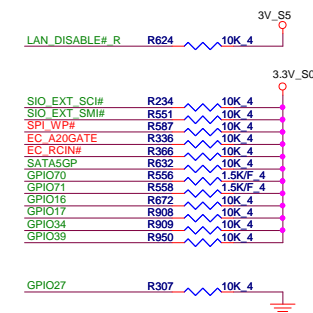 3V_S5
LAN_DISABLE#_R R624 10K_4
3.3V_S0
SIO_EXT_SCI# R234 10K_4
SIO_EXT_SMI# R551 10K_4
SPI_WP# R587 10K_4
EC_A20GATE R336 10K_4
EC_RCIN# R366 10K_4
SATA5GP R632 10K_4
GPIO70 R556 1.5K/F_4
GPIO71 R558 1.5K/F_4
GPIO16 R672 10K_4
GPIO17 R908 10K_4
GPIO34 R909 10K_4
GPIO39 R950 10K_4
GPIO27 R307 10K_4